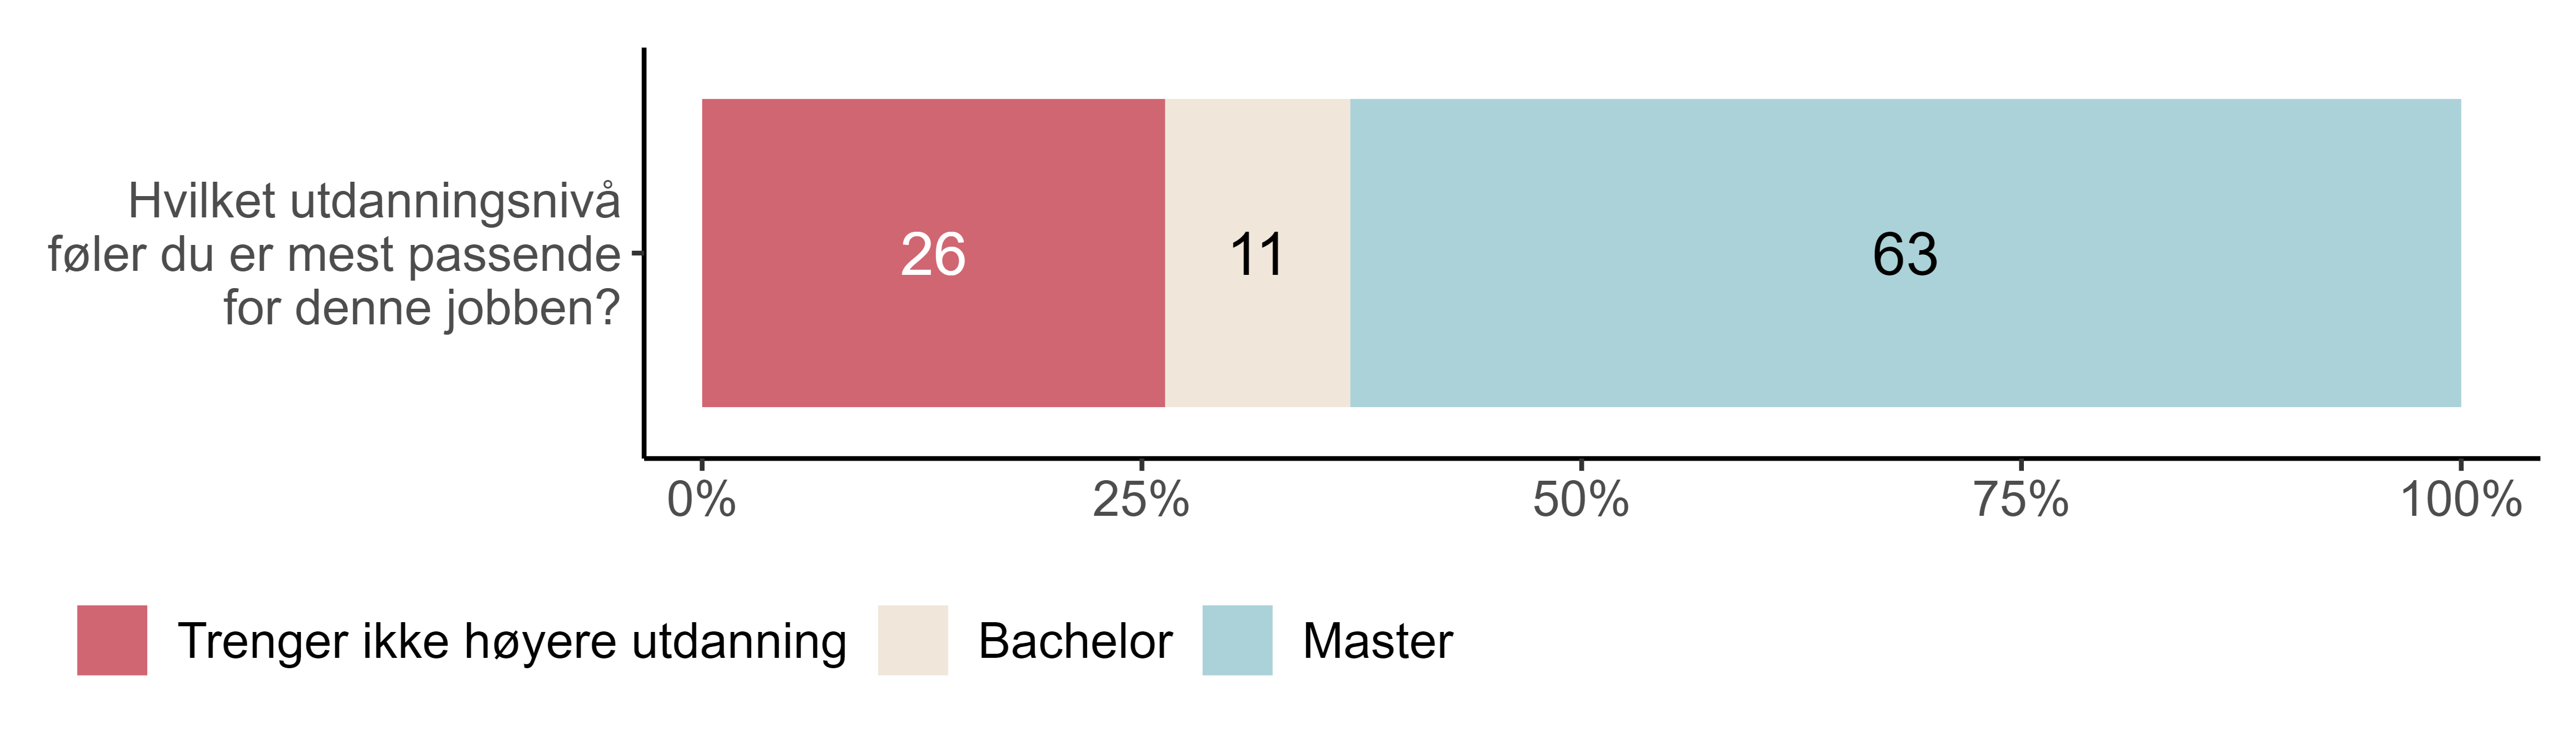 Hvilket utdanningsnivå
føler du er mest passende
for denne jobben?
26 11 63
0% 25% 50% 75% 100%
Trenger ikke høyere utdanning Bachelor Master